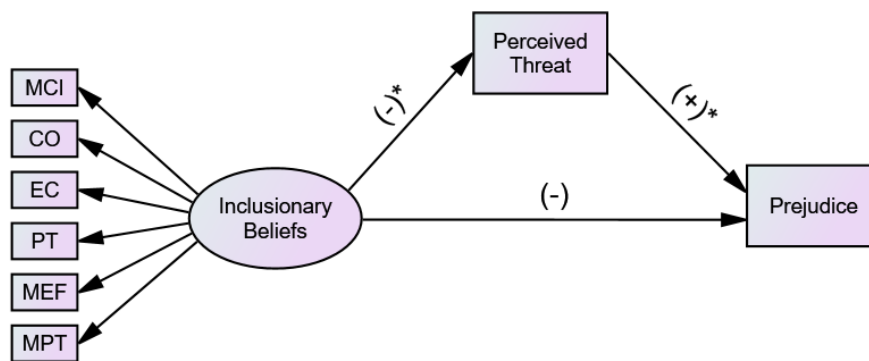 Perceived
Threat
MCI
CO
EC
PT
MEF
MPT
(-)*
(+)*
Inclusionary
Beliefs
(-)
Prejudice